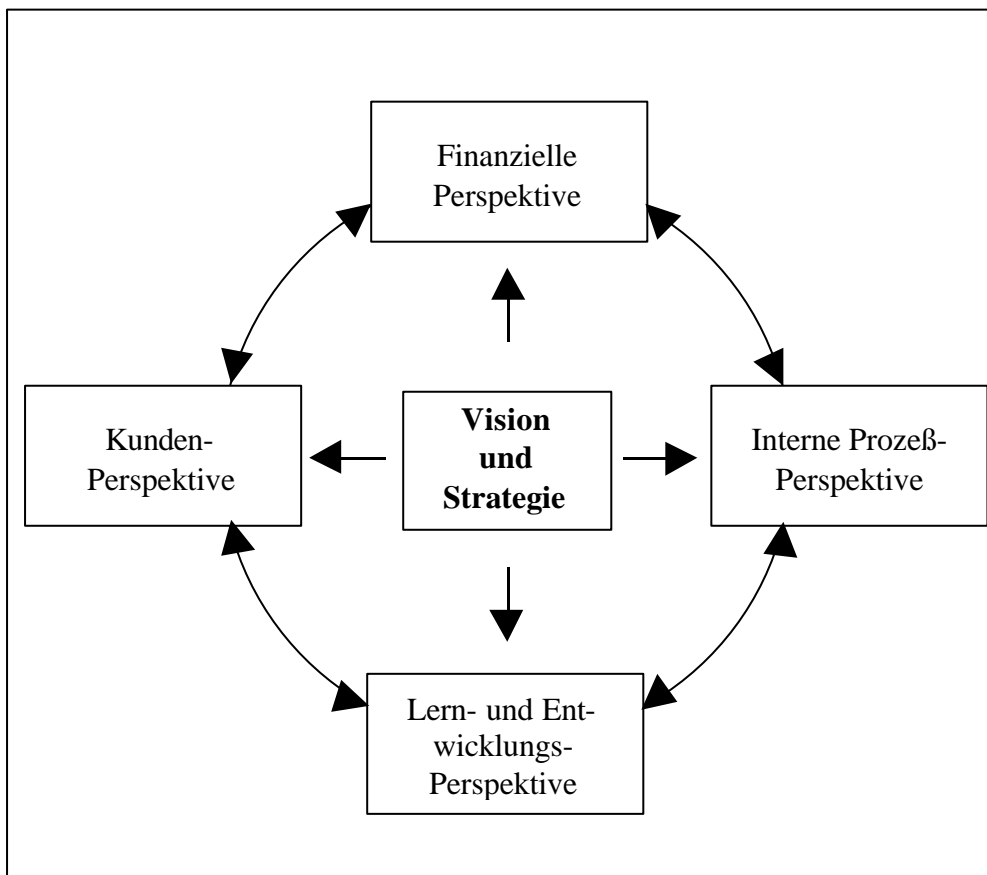 Finanzielle
Perspektive
Kunden-
Perspektive
Vision
und
Strategie
Interne Prozeß-
Perspektive
Lern- und Ent-
wicklungs-
Perspektive